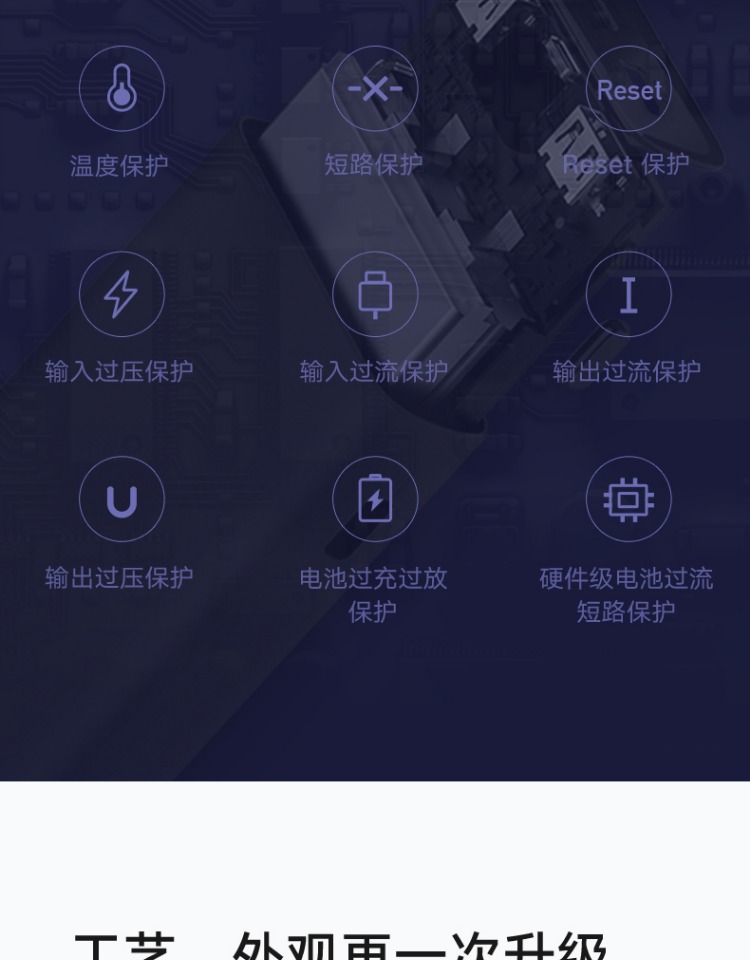 Reset
温度保护
短路保护
Reset 保护
输入过压保护
输入过流保护
输出过流保护
输出过压保护
电池过充过放
保护
硬件级电池过流
短路保护
工艺、外观再一次升级